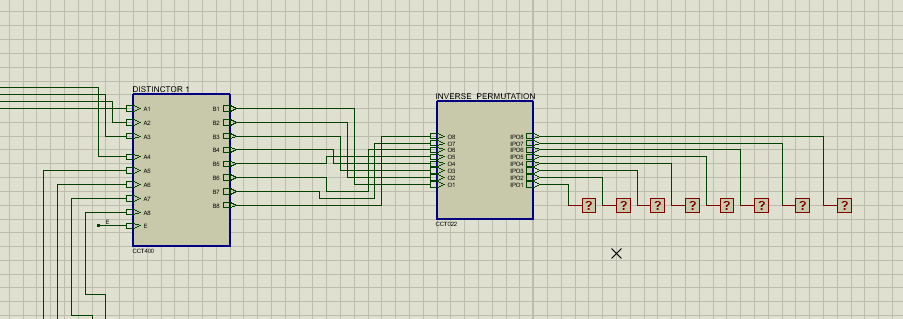 DISTINCTOR 1
A1
A2
A3
A4
A5
A6
A7
A8
E
E
B1
B2
B3
B4
B5
B6
B7
B8
CCT400
INVERSE PERMUTATION
O8
O7
O6
O5
O4
O3
O2
O1
IPO8
IPO7
IPO6
IPO5
IPO4
IPO3
IPO2
IPO1
CCT022
? ? ? ? ? ? ? ?